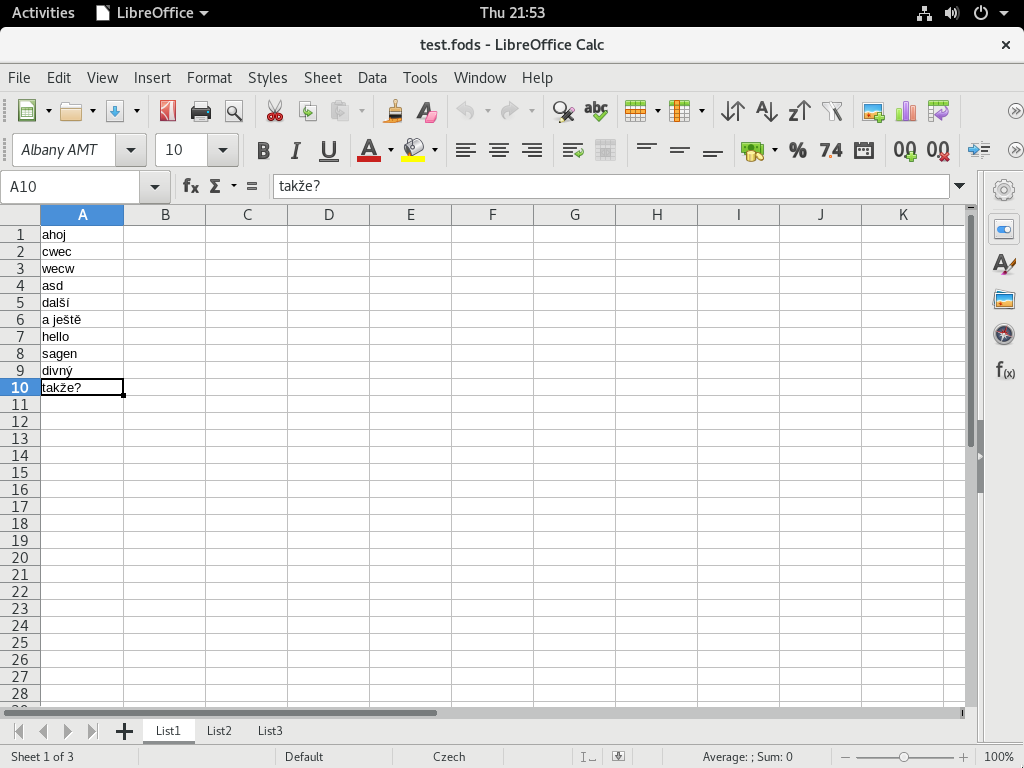 Activities LibreOffice Thu 21:53
test.fods - LibreOffice Calc
File Edit View Insert Format Styles Sheet Data Tools Window Help
Albany AMT 10
A10 takže?
A B C D E F G H I J K
1 ahoj
2 cwec
3 wecw
4 asd
5 další
6 a ještě
7 hello
8 sagen
9 divný
10 takže?
11
12
13
14
15
16
17
18
19
20
21
22
23
24
25
26
27
28
List1 List2 List3
Sheet 1 of 3 Default Czech Average: ; Sum: 0 100%